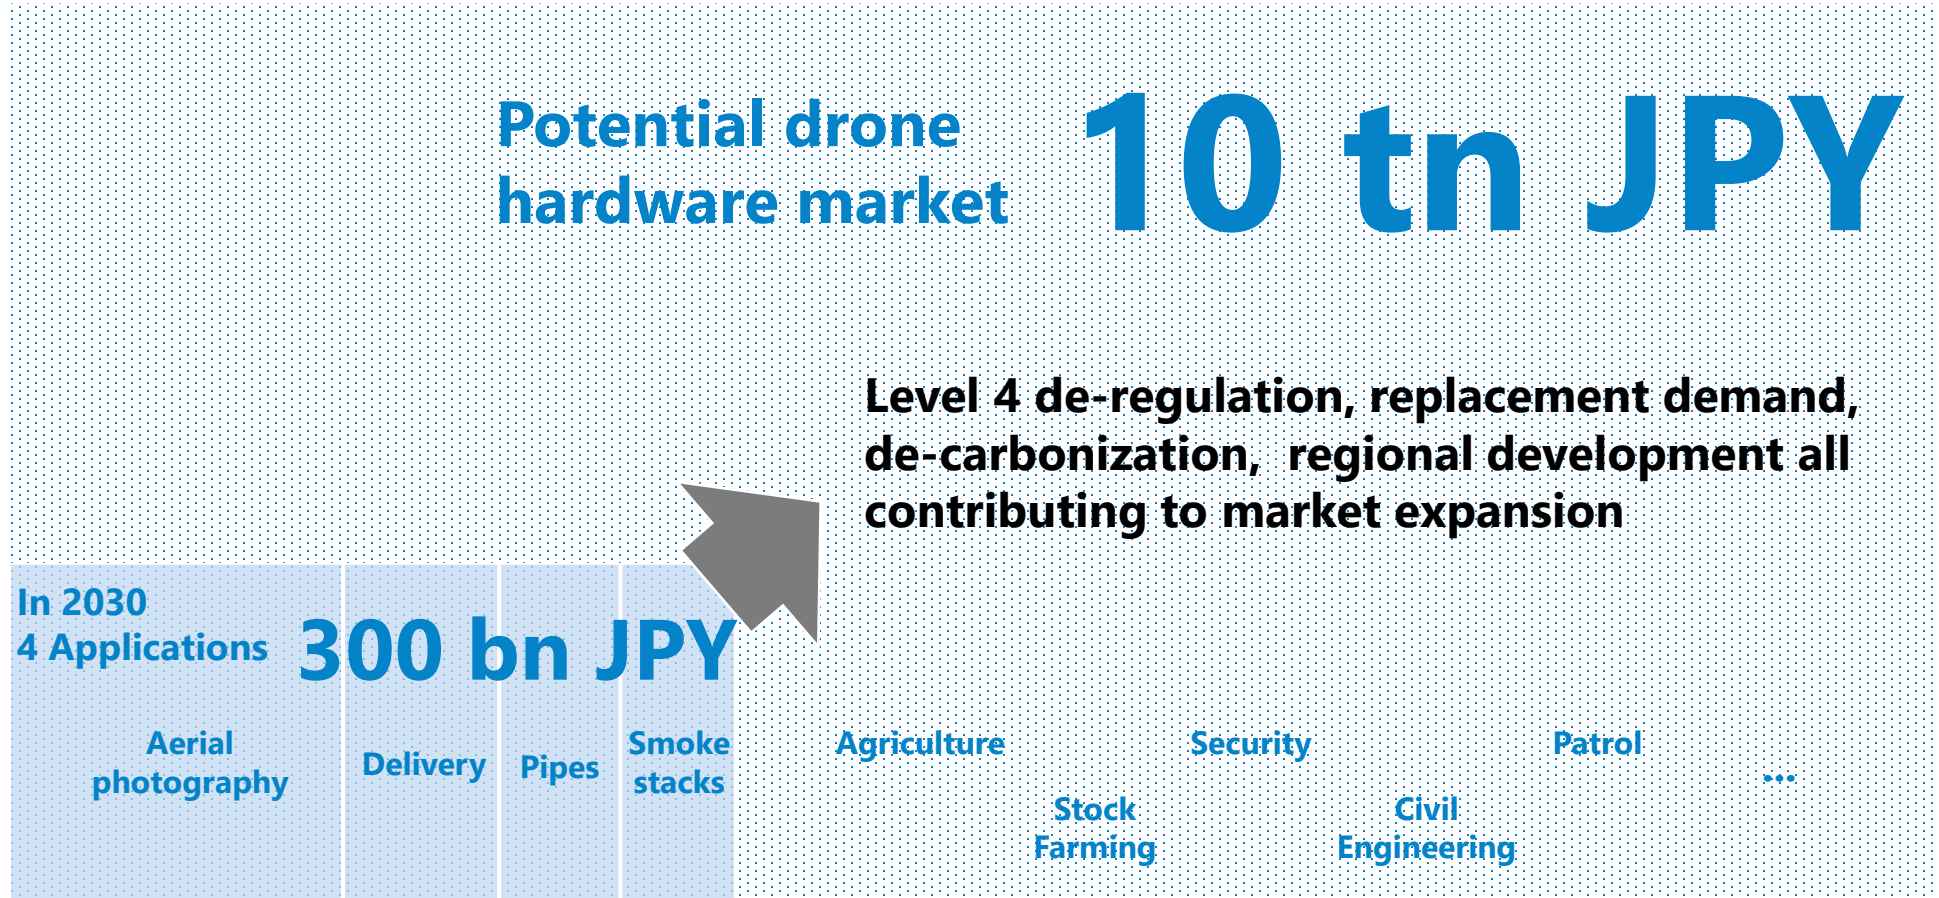 Potential drone
hardware market
10 tn JPY
Level 4 de-regulation, replacement demand,
de-carbonization,  regional development all
contributing to market expansion
In 2030
4 Applications
300 bn JPY
Aerial
photography
Delivery
Pipes
Smoke
stacks
Agriculture
Stock
Farming
Security
Civil
Engineering
Patrol
...